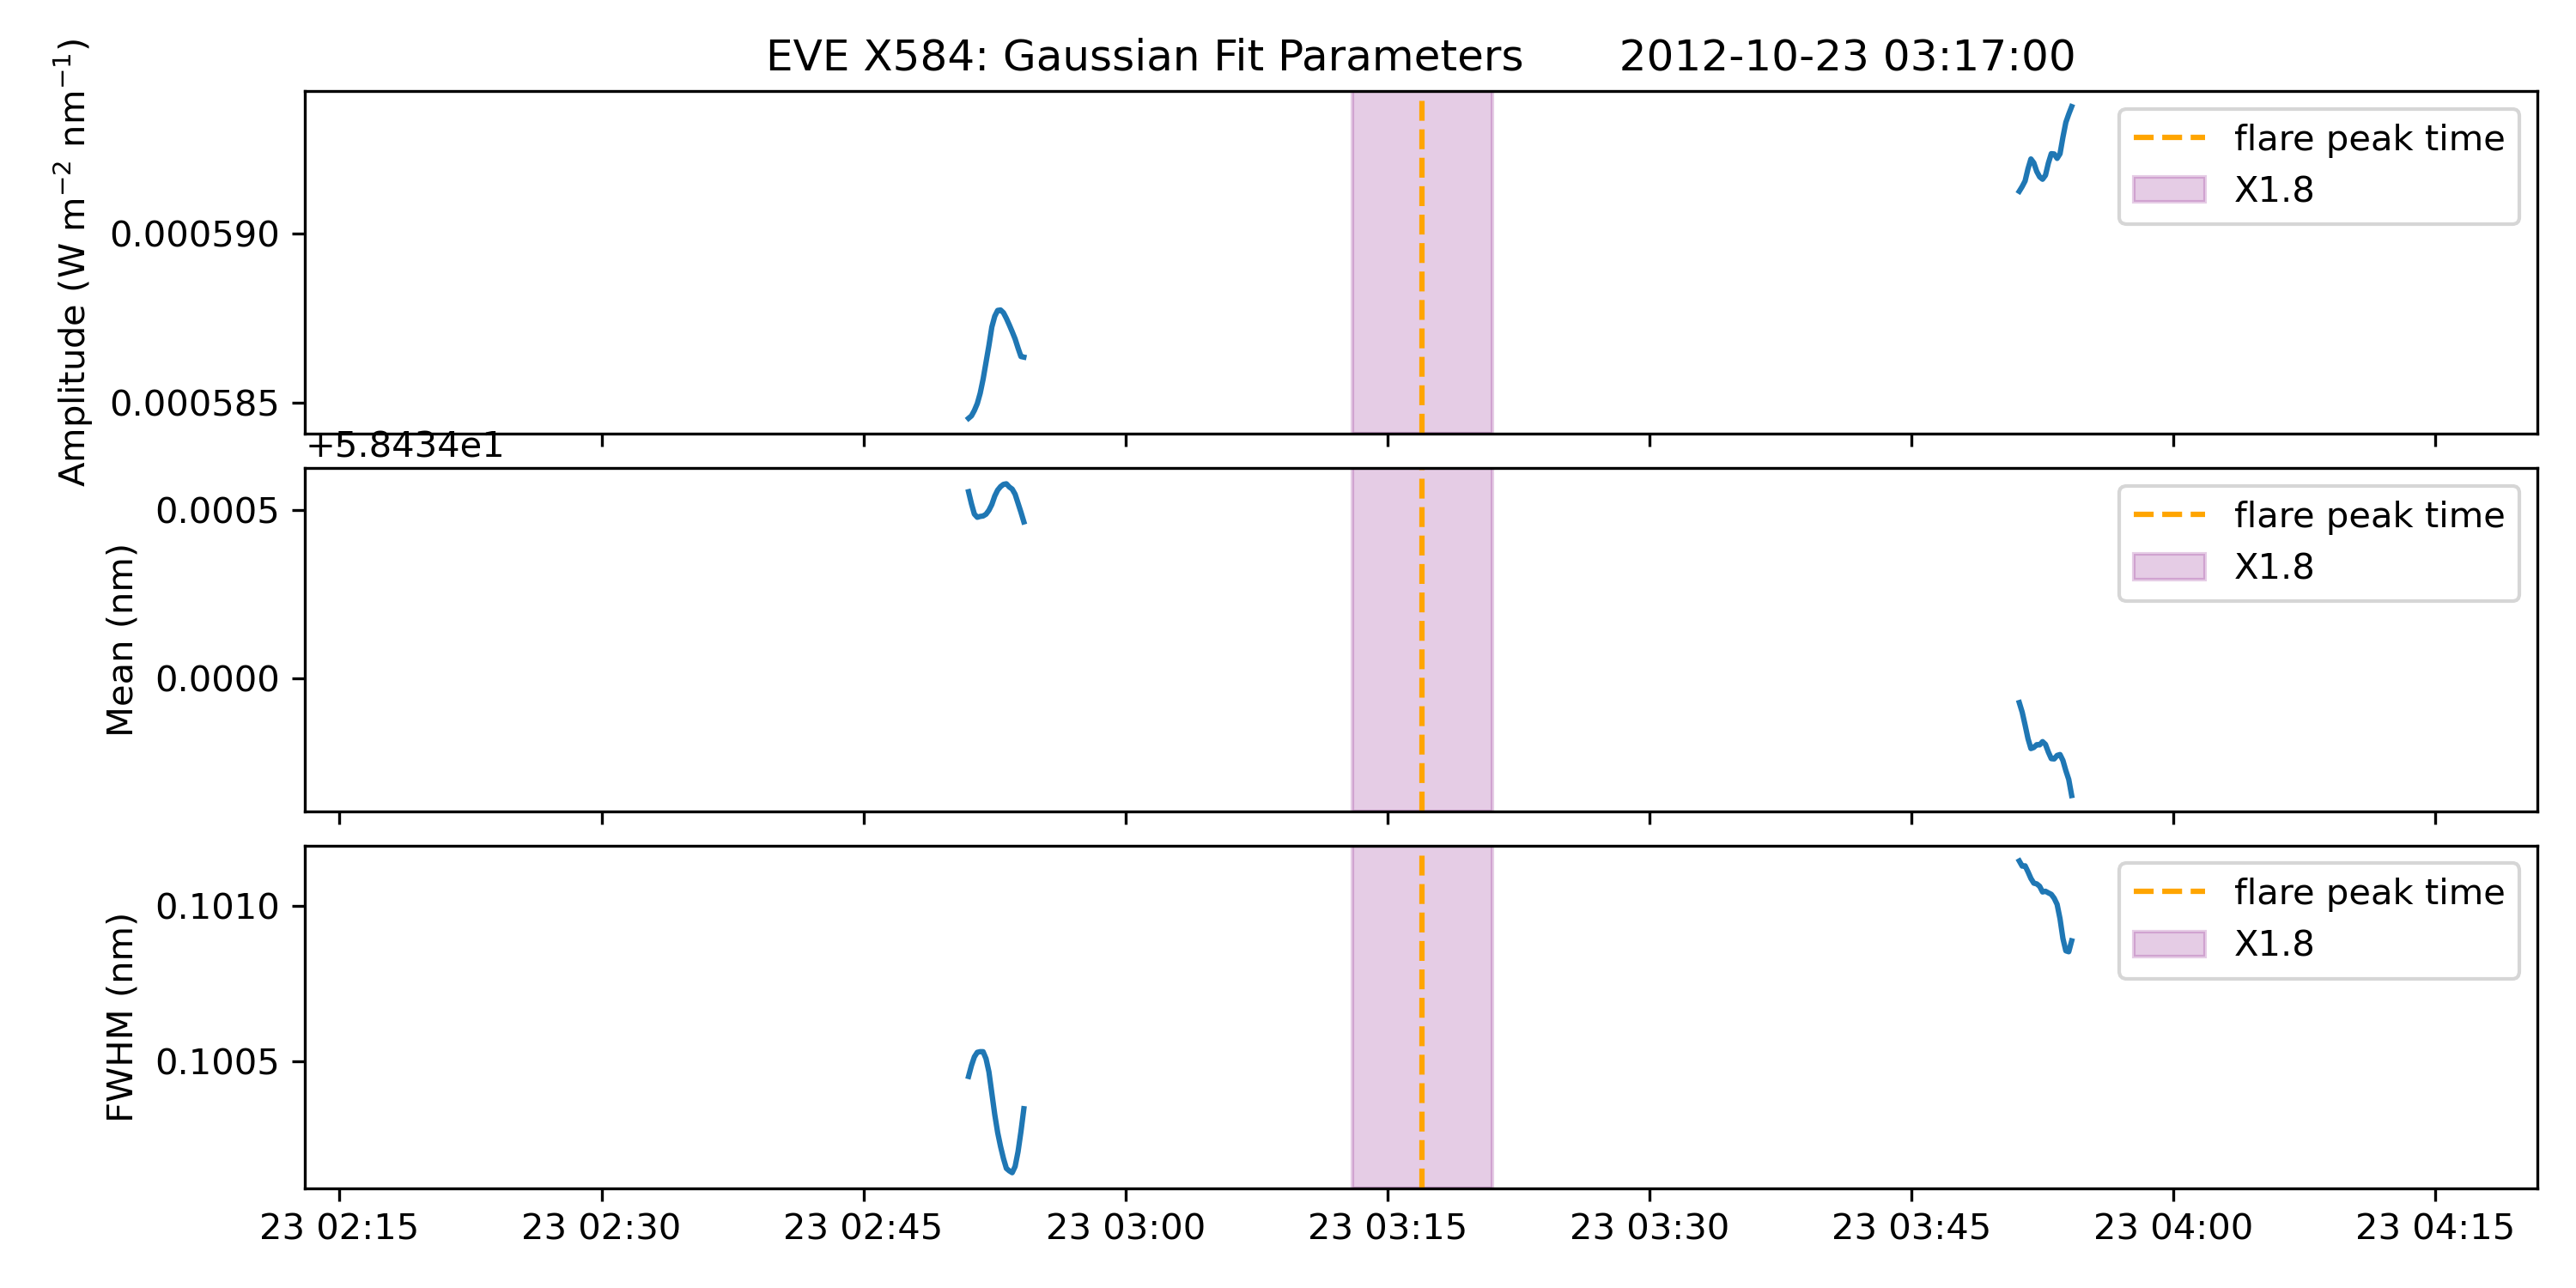 EVE X584: Gaussian Fit Parameters 2012-10-23 03:17:00
Amplitude (W m⁻² nm⁻¹)
0.000590
0.000585
flare peak time
X1.8
+5.8434e1
Mean (nm)
0.0005
0.0000
flare peak time
X1.8
FWHM (nm)
0.1010
0.1005
flare peak time
X1.8
23 02:15 23 02:30 23 02:45 23 03:00 23 03:15 23 03:30 23 03:45 23 04:00 23 04:15